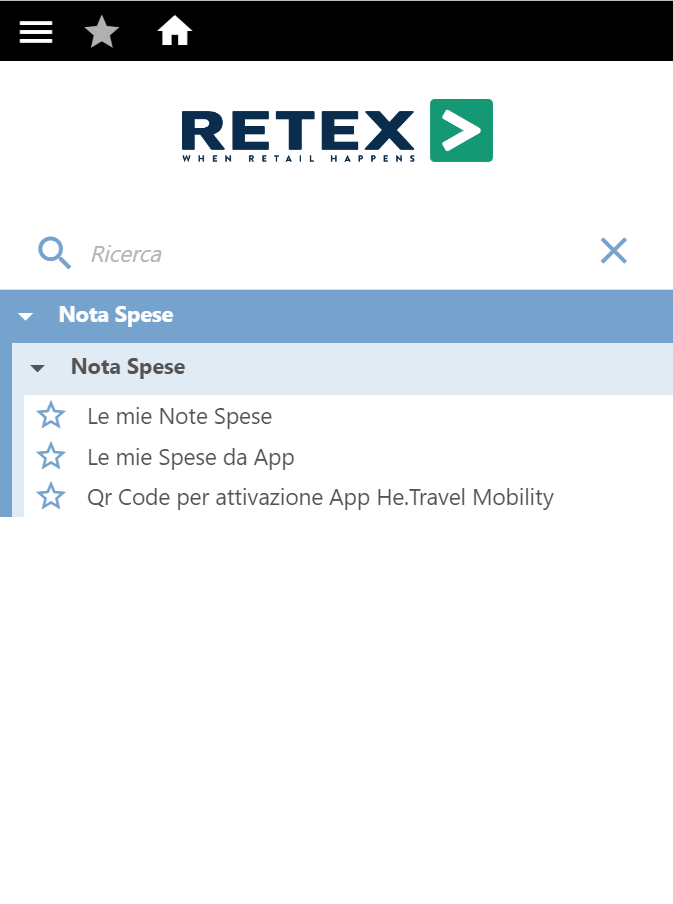 RETEX
WHEN RETAIL HAPPENS
Ricerca
Nota Spese
Nota Spese
Le mie Note Spese
Le mie Spese da App
Qr Code per attivazione App He.Travel Mobility